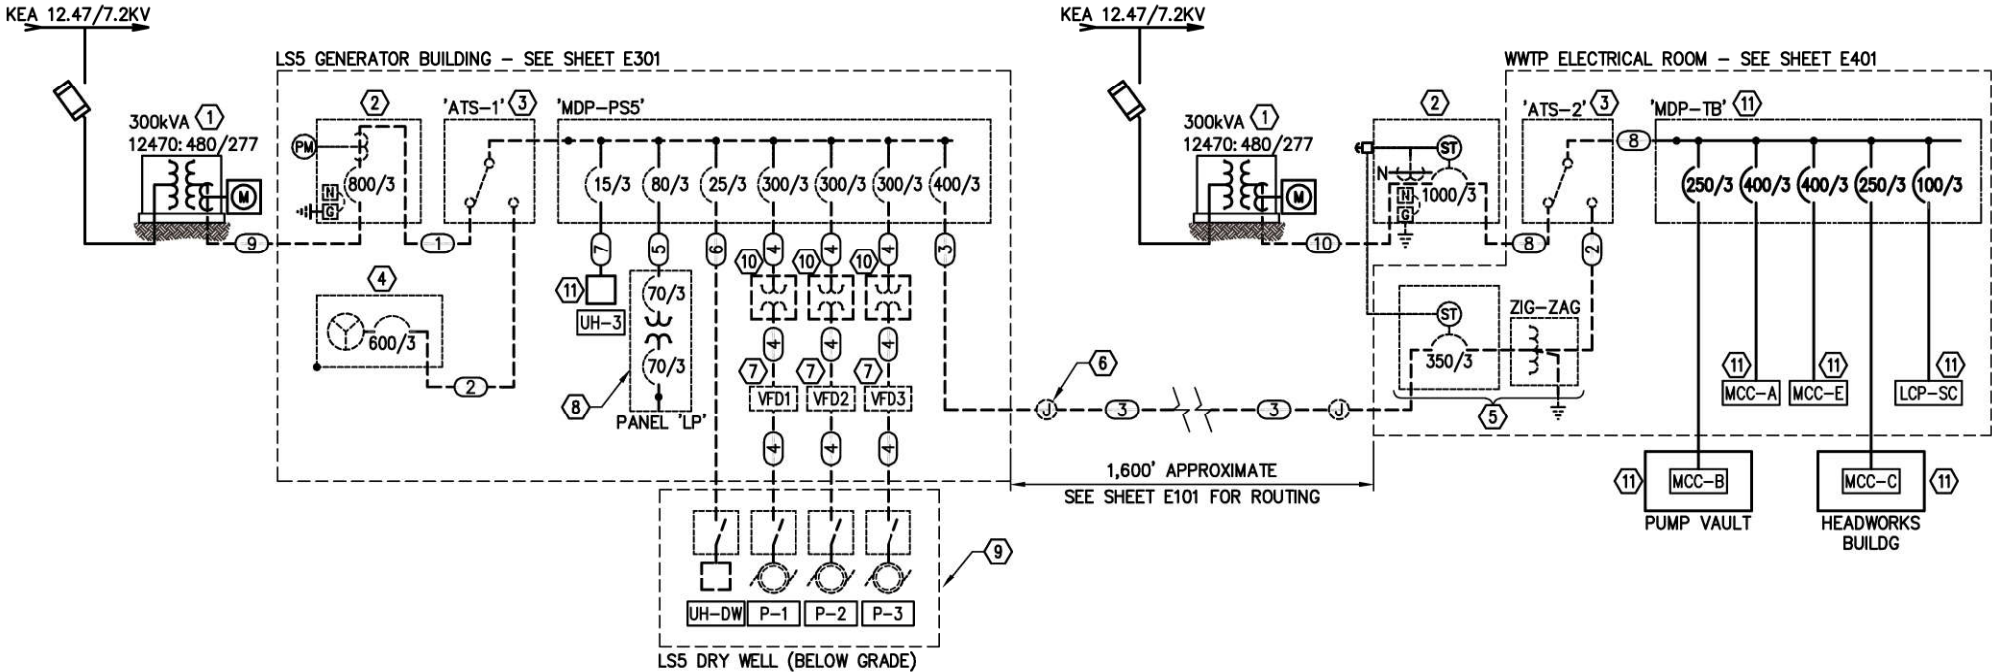 KEA 12.47/7.2KV
KEA 12.47/7.2KV
LS5 GENERATOR BUILDING – SEE SHEET E301
WWTP ELECTRICAL ROOM – SEE SHEET E401
300kVA 1
12470:480/277
M
9
2
PM
800/3
N
G
1
'ATS-1' 3
'MDP-PS5'
15/3 80/3 25/3 300/3 300/3 300/3 400/3
7 5 6 4 4 4 3
4
600/3
2
11
UH-3
70/3
70/3
8
PANEL 'LP'
10 10 10
4 4 4
7 7 7
VFD1 VFD2 VFD3
4 4 4
UH-DW P-1 P-2 P-3
9
LS5 DRY WELL (BELOW GRADE)
J 6
3 3
J
1,600' APPROXIMATE
SEE SHEET E101 FOR ROUTING
300kVA 1
12470:480/277
M
10
2
ST
N
N
G
1000/3
8
'ATS-2' 3
8
2
'MDP-TB' 11
250/3 400/3 400/3 250/3 100/3
ST
350/3
ZIG-ZAG
5
11 11 11
MCC-A MCC-E LCP-SC
11 MCC-B
PUMP VAULT
MCC-C 11
HEADWORKS
BUILDG